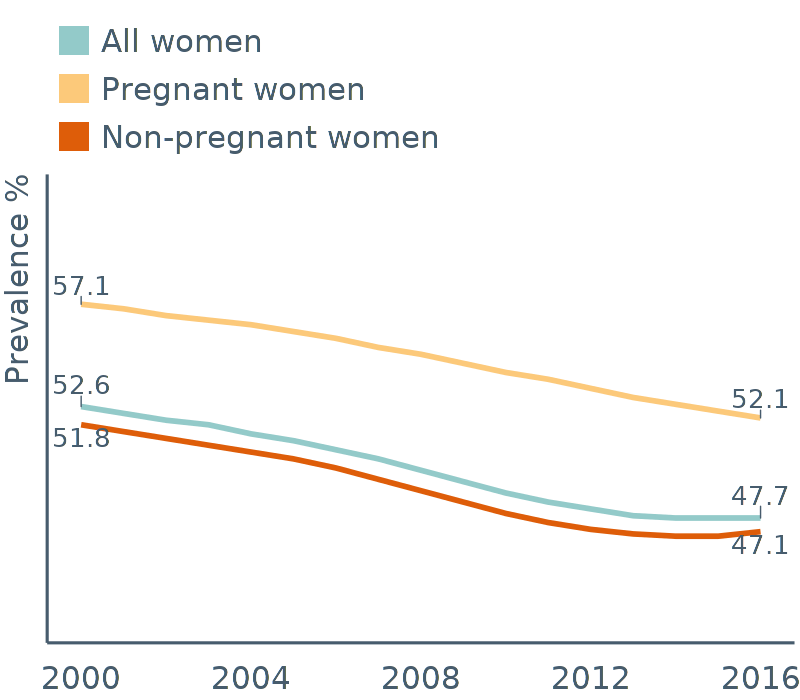 All women
Pregnant women
Non-pregnant women
Prevalence %
57.1
52.6
51.8
52.1
47.7
47.1
2000 2004 2008 2012 2016